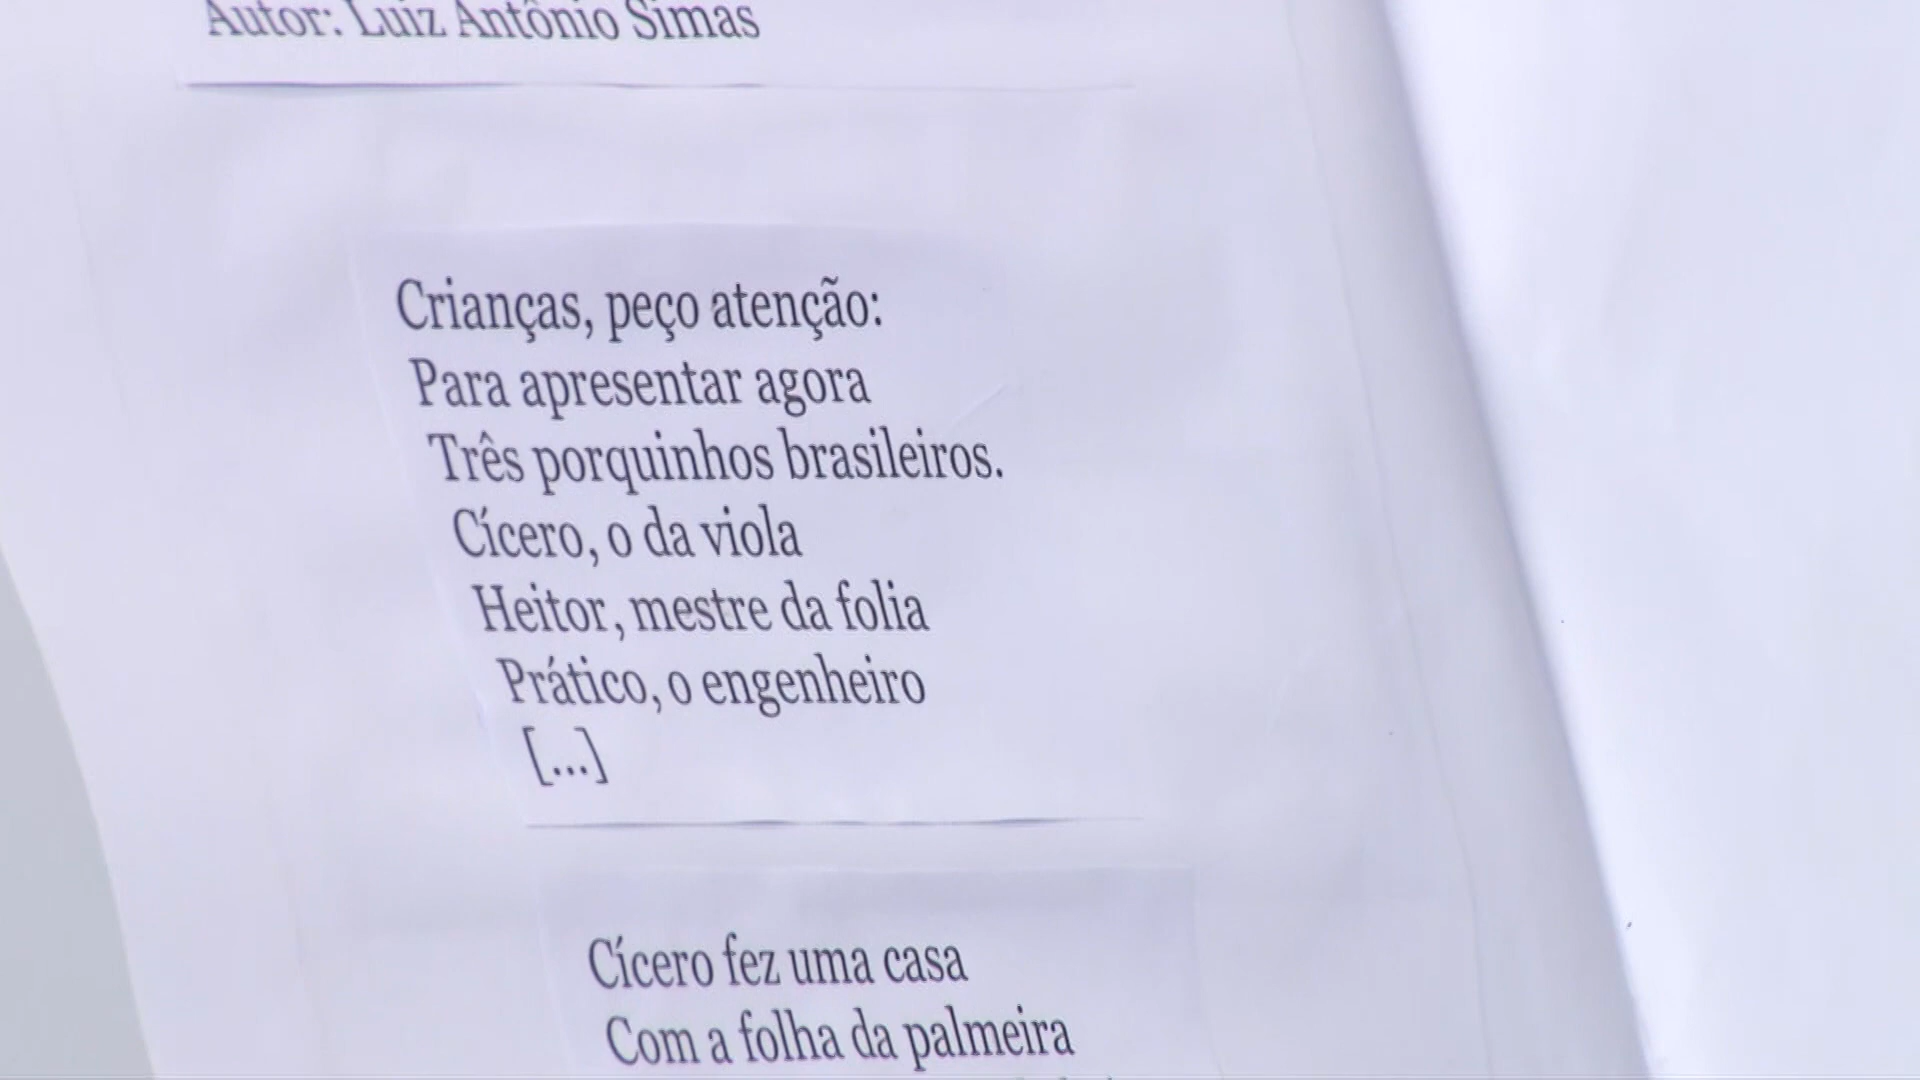 Autor: Luiz Antônio Simas
Crianças, peço atenção:
Para apresentar agora
Três porquinhos brasileiros.
Cícero, o da viola
Heitor, mestre da folia
Prático, o engenheiro
[...]
Cícero fez uma casa
Com a folha da palmeira